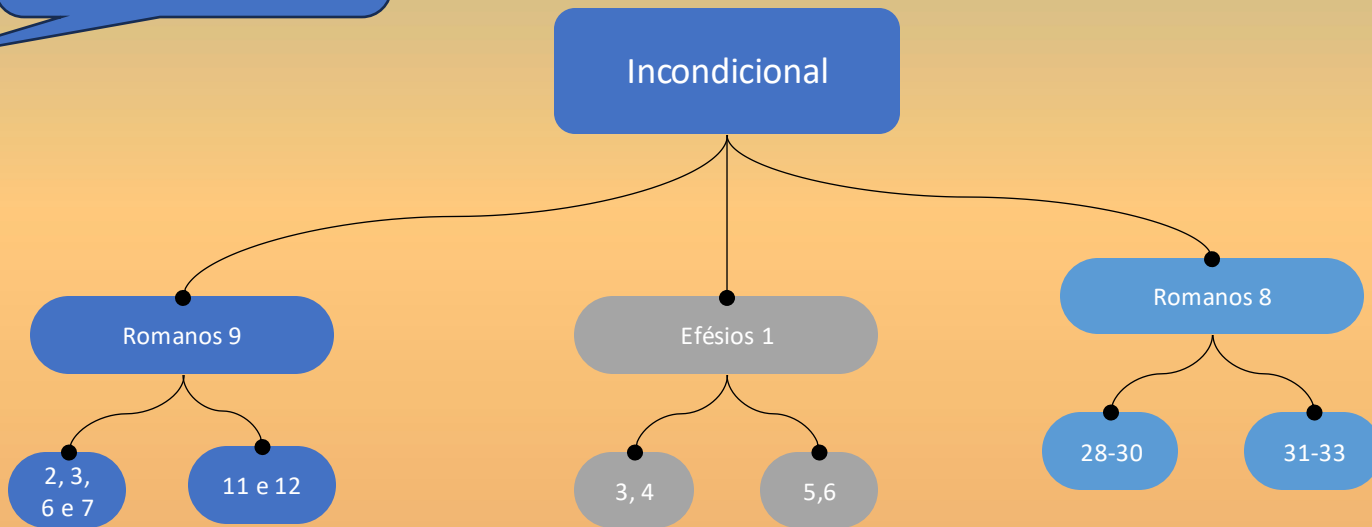 Incondicional
Romanos 9
Efésios 1
Romanos 8
2, 3,
6 e 7
11 e 12
3, 4
5,6
28-30
31-33